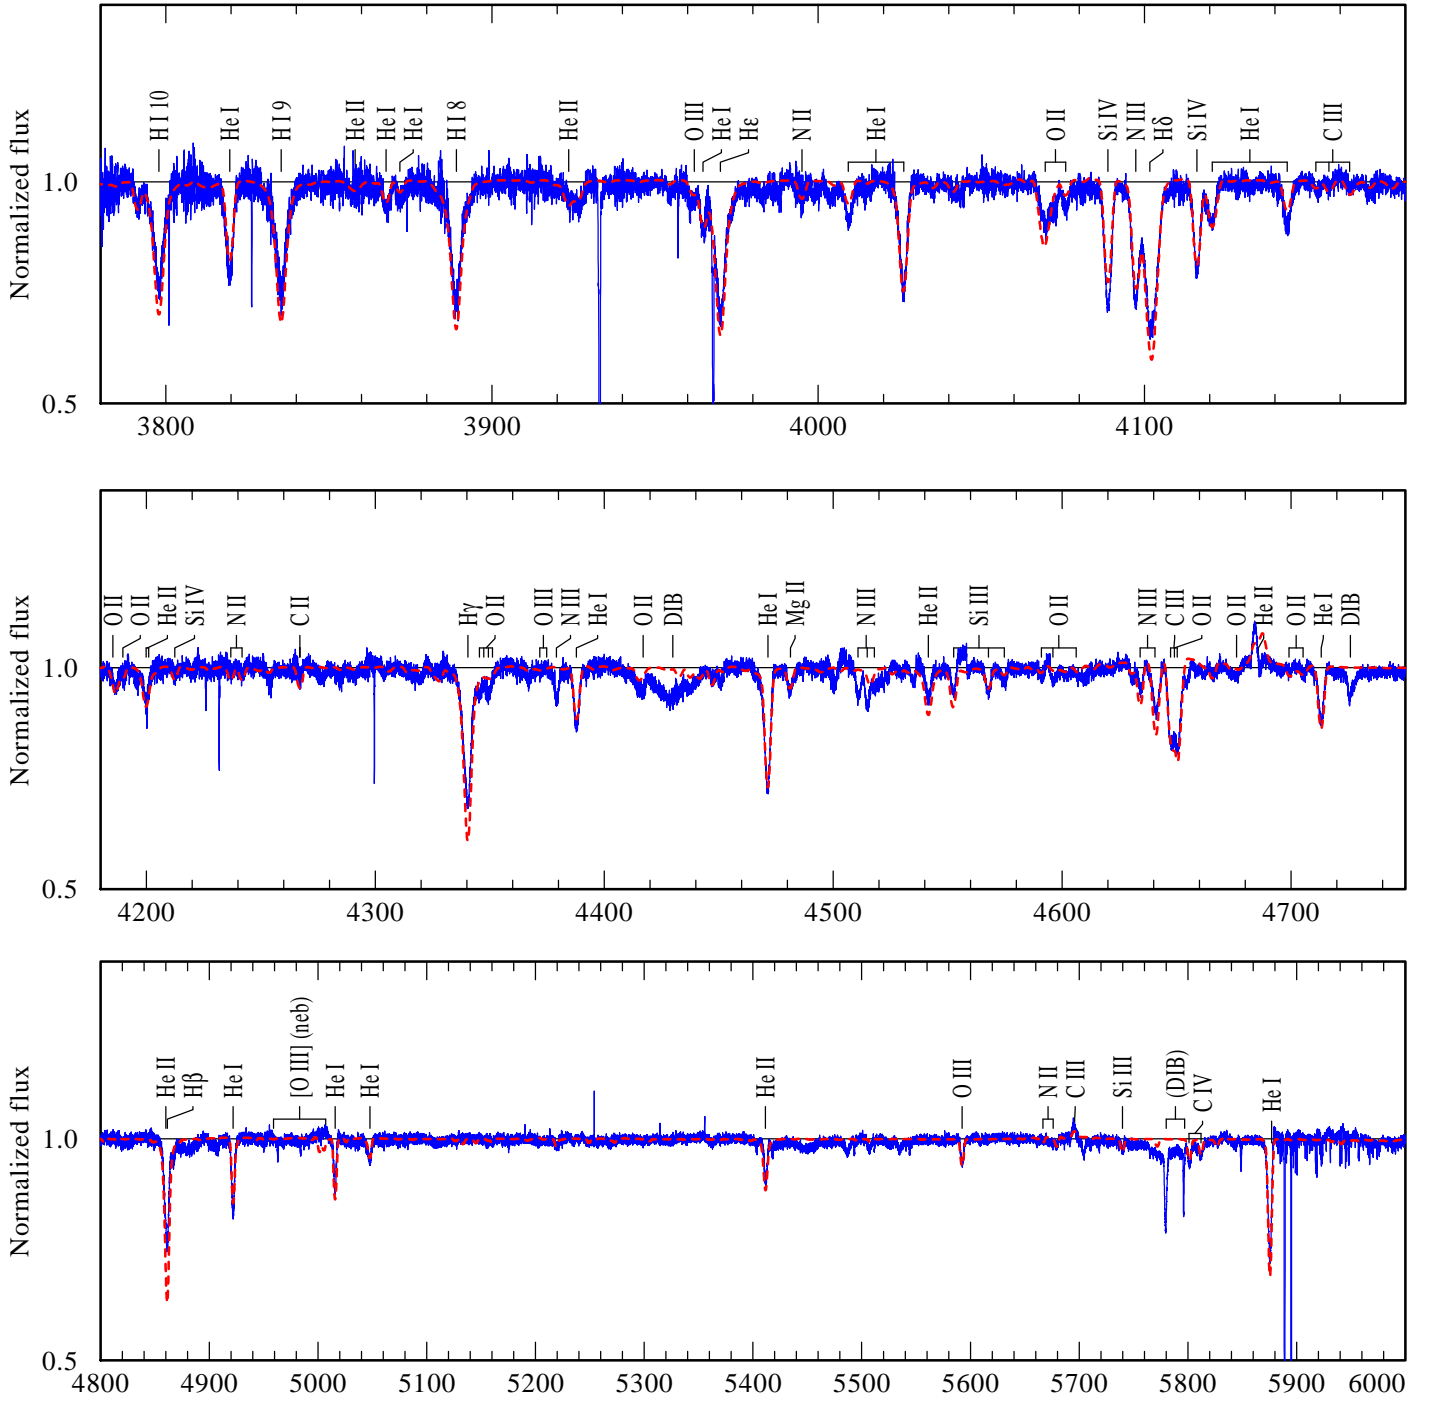 Normalized flux
H I 10
He I
H I 9
He II
He I
He I
H I 8
He II
O III
He I
Hε
N II
He I
O II
Si IV
N III
Hδ
Si IV
He I
C III
1.0
0.5
3800 3900 4000 4100
Normalized flux
O II
O II
He II
Si IV
N II
C II
Hγ
O II
O III
N III
He I
O II
DIB
He I
Mg II
N III
He II
Si III
O II
N III
C III
O II
O II
He II
O II
He I
DIB
1.0
0.5
4200 4300 4400 4500 4600 4700
Normalized flux
He II
Hβ
He I
[O III] (neb)
He I
He I
He II
O III
N II
C III
Si III
(DIB)
C IV
He I
1.0
0.5
4800 4900 5000 5100 5200 5300 5400 5500 5600 5700 5800 5900 6000